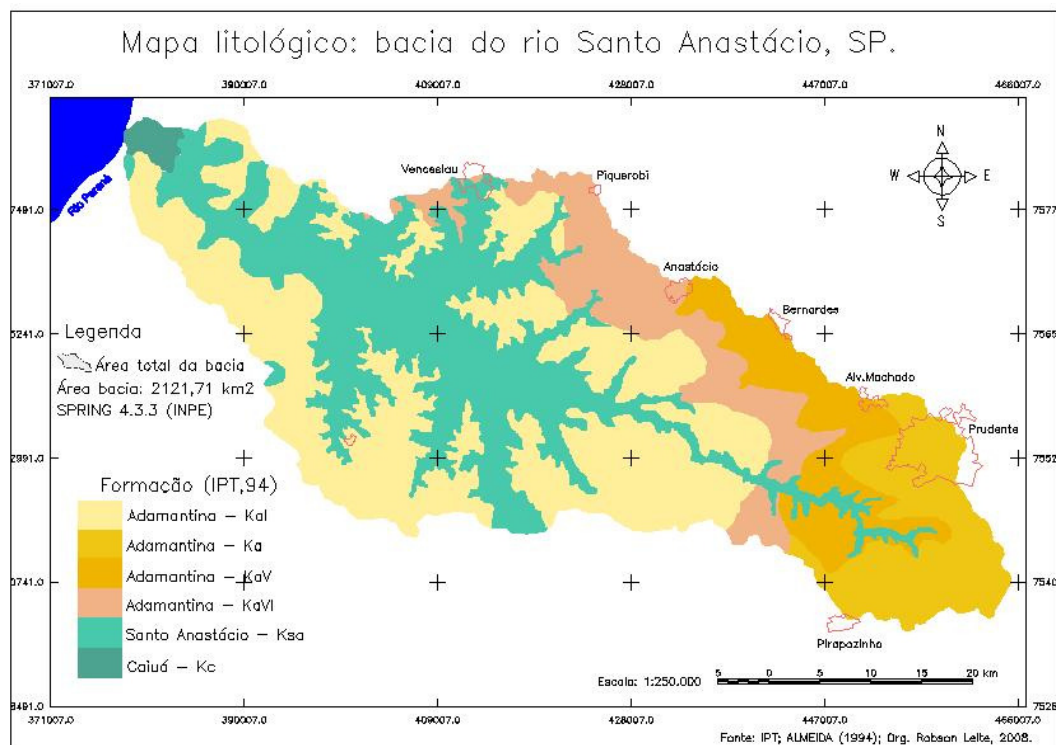 Mapa litológico: bacia do rio Santo Anastácio, SP.
371007.0 390007.0 409007.0 428007.0 447007.0 466007.0
N
Venceslau
Piquerobi
W E
Rio Paraná
S
7491.0 7577
Anastácio
Bernardes
Legenda
5241.0 7565
Área total da bacia
Alv.Machado
Área bacia: 2121,71 km2
SPRING 4.3.3 (INPE)
Prudente
2991.0 7552
Formação (IPT,94)
Adamantina – KaI
Adamantina – Ka
Adamantina – KaV
0741.0 7540
Adamantina – KaVI
Santo Anastácio – Ksa
Pirapozinho
Caiuá – Kc
Escala: 1:250.000
5 0 5 10 20 km
8491.0 7528
371007.0 390007.0 409007.0 428007.0 447007.0 466007.0
Fonte: IPT; ALMEIDA (1994); Org. Robson Leite, 2008.